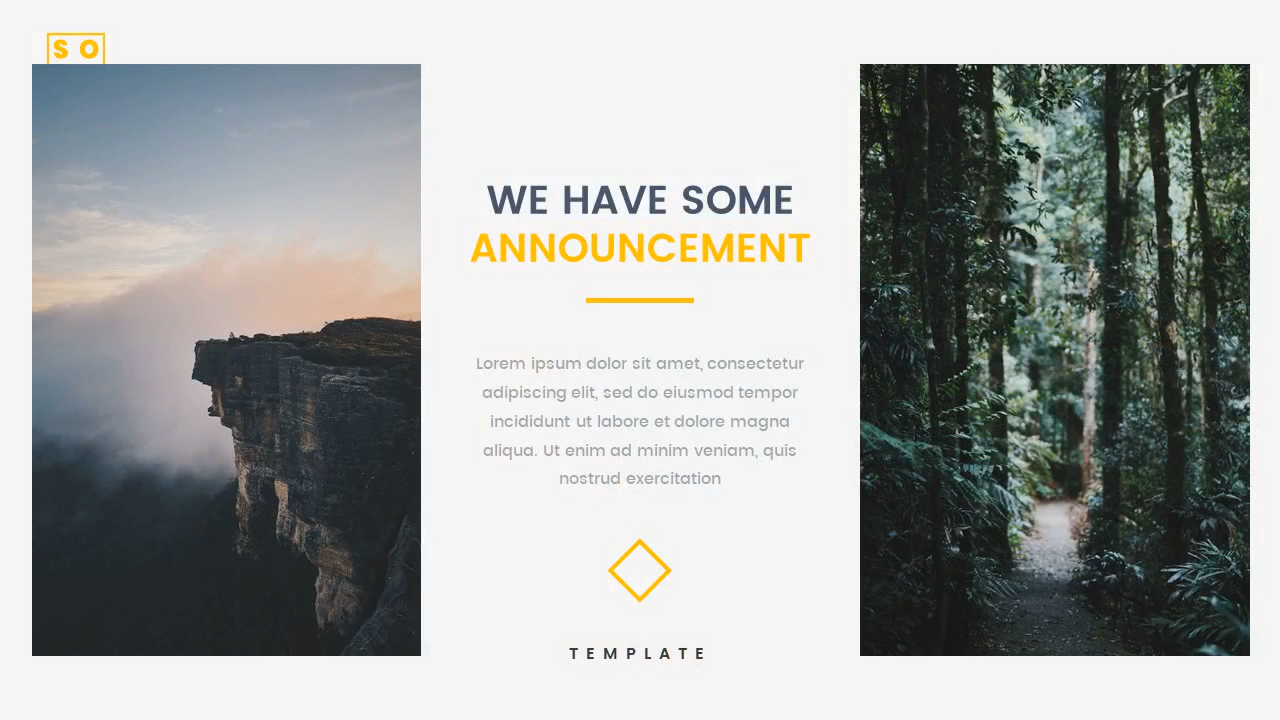 S O
WE HAVE SOME
ANNOUNCEMENT
Lorem ipsum dolor sit amet, consectetur
adipiscing elit, sed do eiusmod tempor
incididunt ut labore et dolore magna
aliqua. Ut enim ad minim veniam, quis
nostrud exercitation
TEMPLATE